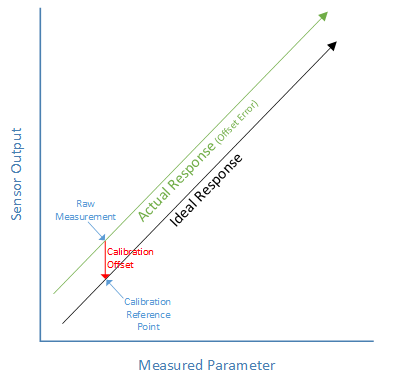 Sensor Output
Actual Response (Offset Error)
Ideal Response
Raw
Measurement
Calibration
Offset
Calibration
Reference
Point
Measured Parameter